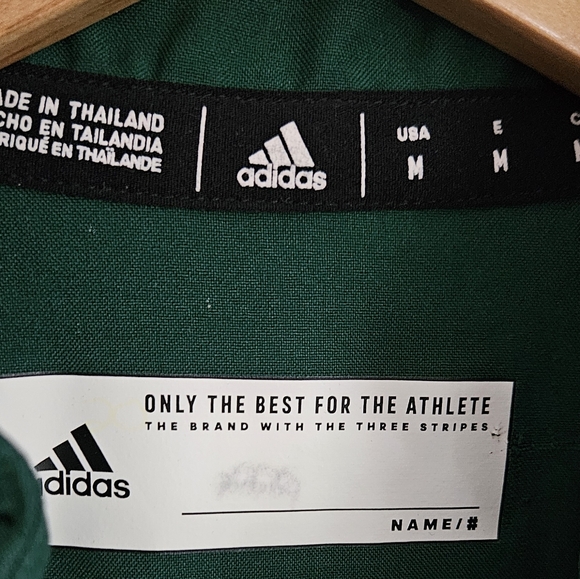 ADE IN THAILAND
CHO EN TAILANDIA
RIQUÉ EN THAÏLANDE
adidas
USA E C
M M M
ONLY THE BEST FOR THE ATHLETE
THE BRAND WITH THE THREE STRIPES
adidas
NAME/#